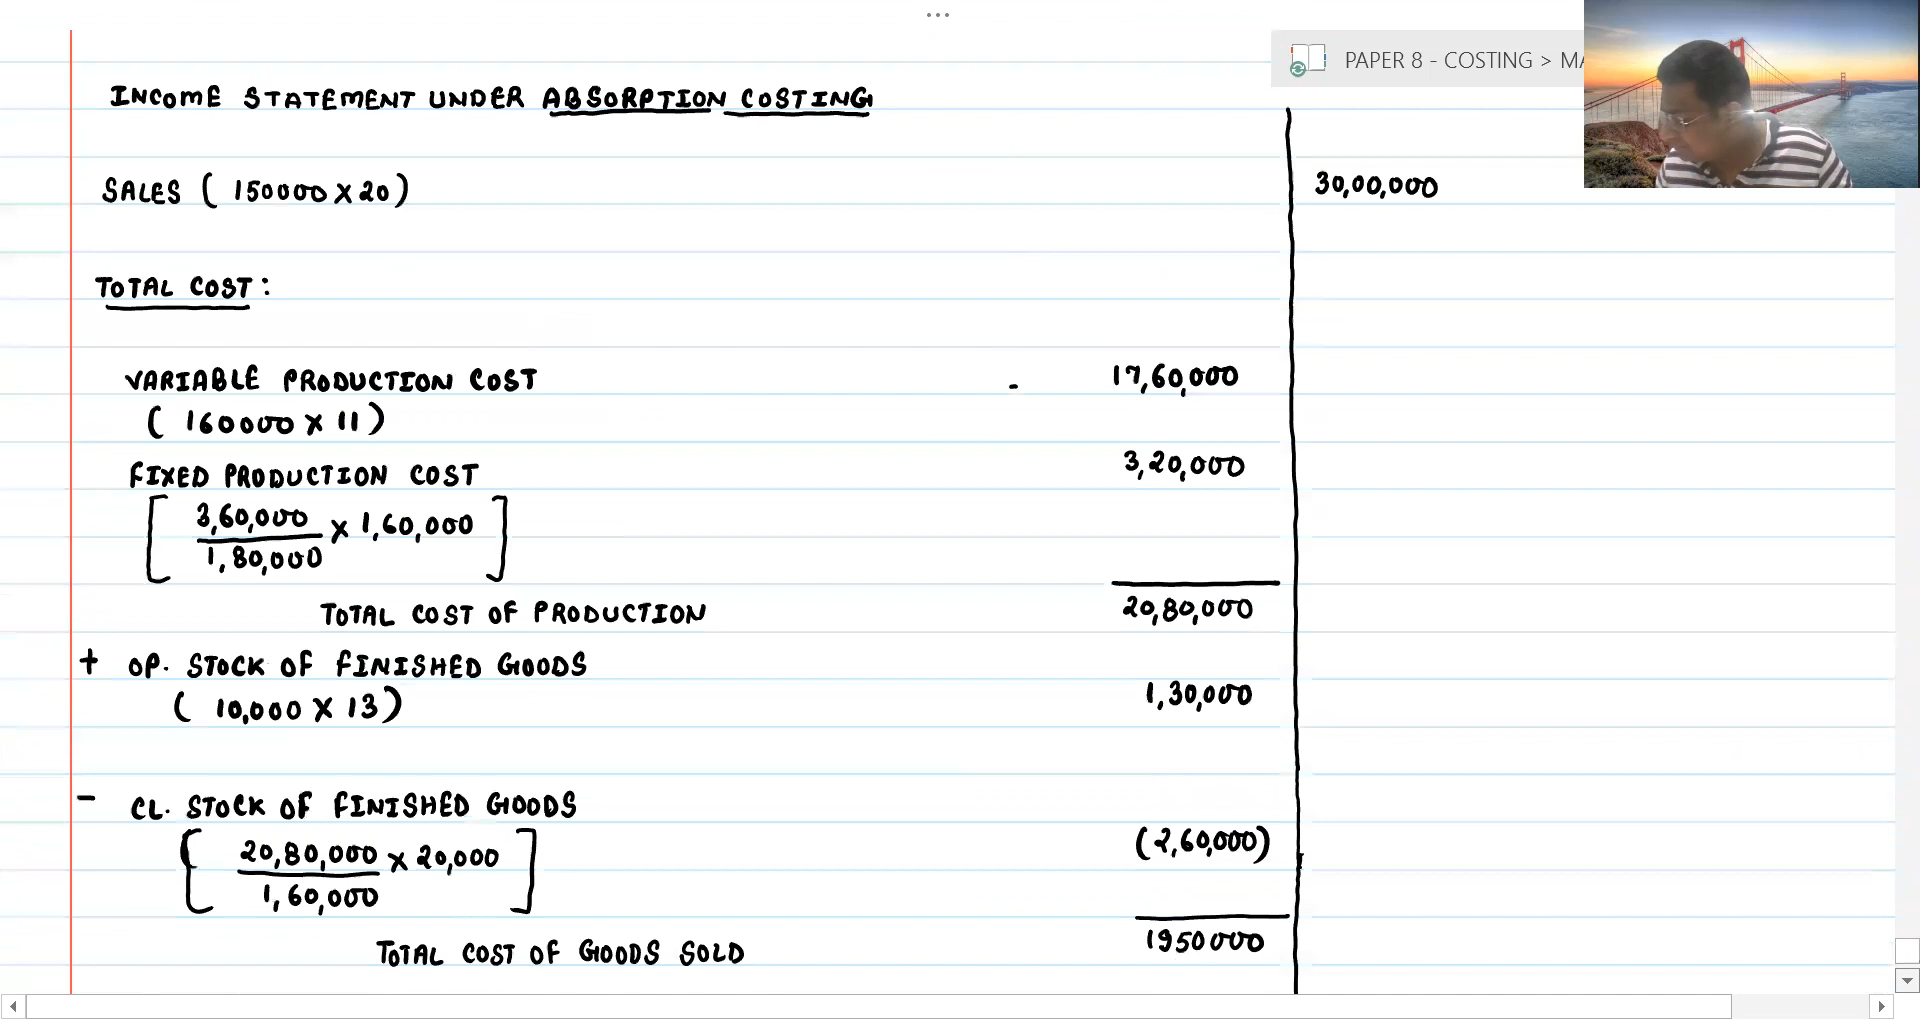 ...
PAPER 8 - COSTING > MA
INCOME STATEMENT UNDER ABSORPTION COSTING
SALES ( 150000 X 20 ) 30,00,000
TOTAL COST :
VARIABLE PRODUCTION COST - 17,60,000
( 160000 X 11 )
FIXED PRODUCTION COST 3,20,000
[ 3,60,000 X 1,60,000 ]
1,80,000
TOTAL COST OF PRODUCTION 20,80,000
+ OP. STOCK OF FINISHED GOODS
( 10,000 X 13 ) 1,30,000
- CL. STOCK OF FINISHED GOODS
[ 20,80,000 X 20,000 ] (2,60,000)
1,60,000
TOTAL COST OF GOODS SOLD 1950000